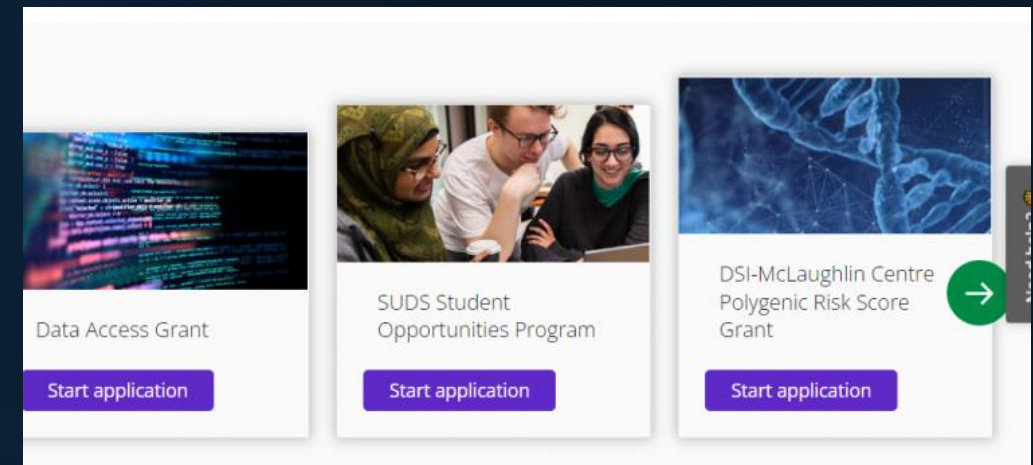 Data Access Grant
Start application
SUDS Student
Opportunities Program
Start application
DSI-McLaughlin Centre
Polygenic Risk Score
Grant
Start application